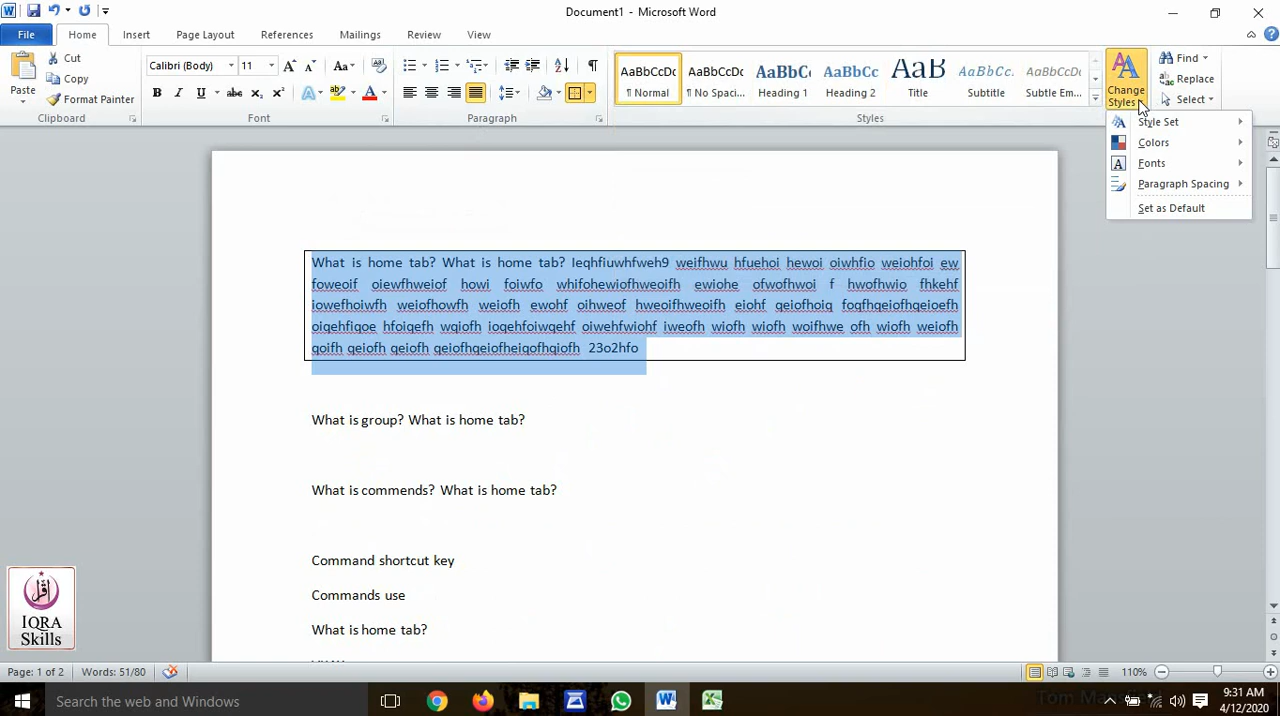 Document1 - Microsoft Word
File Home Insert Page Layout References Mailings Review View
Paste
Cut
Copy
Format Painter
Clipboard
Calibri (Body) 11
Font
Paragraph
AaBbCcDc AaBbCcDc AaBbC AaBbCc AaB AaBbCc. AaBbCcDc
¶ Normal ¶ No Spaci... Heading 1 Heading 2 Title Subtitle Subtle Em...
Styles
Change
Styles
Find
Replace
Select
Style Set
Colors
Fonts
Paragraph Spacing
Set as Default
What is home tab? What is home tab? Ieqhfiuwhfweh9 weifhwu hfuehoi hewoi oiwhfio weiohfoi ew
foweoif oiewfhweiof howi foiwfo whifohewiofhweofh ewiohe ofwofhwoi f hwofhwio fhkehf
iowefhoiwfh weiofhowfh weiofh ewohf oihweof hweoifhweoifh eiohf qeiofhoiq foqfhqeiofhqeioefh
oiqehfiqoe hfoiqefh wqiofh ioqehfoiwqehf oiwehfwiohf iweofh wiofh wiofh woifhwe ofh wiofh weiofh
qoifh qeiofh qeiofh qeiofhqeiofheiqofhqiofh 23o2hfo
What is group? What is home tab?
What is commends? What is home tab?
Command shortcut key
Commands use
What is home tab?
IQRA
Skills
Page: 1 of 2 Words: 51/80 110%
Search the web and Windows
9:31 AM
4/12/2020